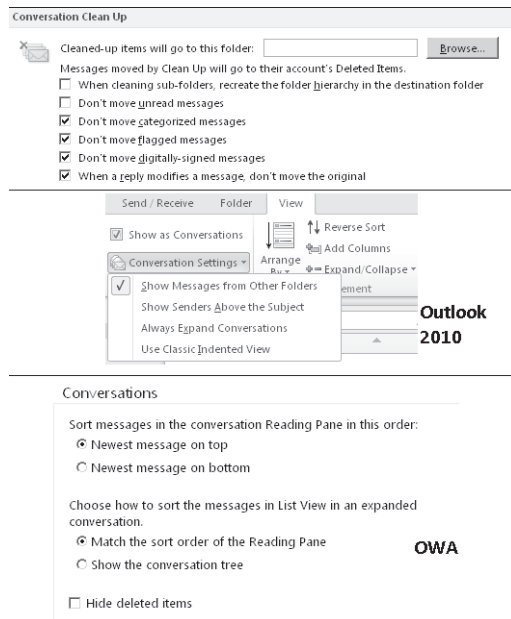 Conversation Clean Up
Cleaned-up items will go to this folder:
Browse...
Messages moved by Clean Up will go to their account's Deleted Items.
When cleaning sub-folders, recreate the folder hierarchy in the destination folder
Don't move unread messages
Don't move categorized messages
Don't move flagged messages
Don't move digitally-signed messages
When a reply modifies a message, don't move the original
Send / Receive Folder View
Show as Conversations
Reverse Sort
Add Columns
Conversation Settings
Arrange
By
Expand/Collapse
Show Messages from Other Folders
Show Senders Above the Subject
Always Expand Conversations
Use Classic Indented View
Outlook
2010
Conversations
Sort messages in the conversation Reading Pane in this order:
Newest message on top
Newest message on bottom
Choose how to sort the messages in List View in an expanded
conversation.
Match the sort order of the Reading Pane
OWA
Show the conversation tree
Hide deleted items